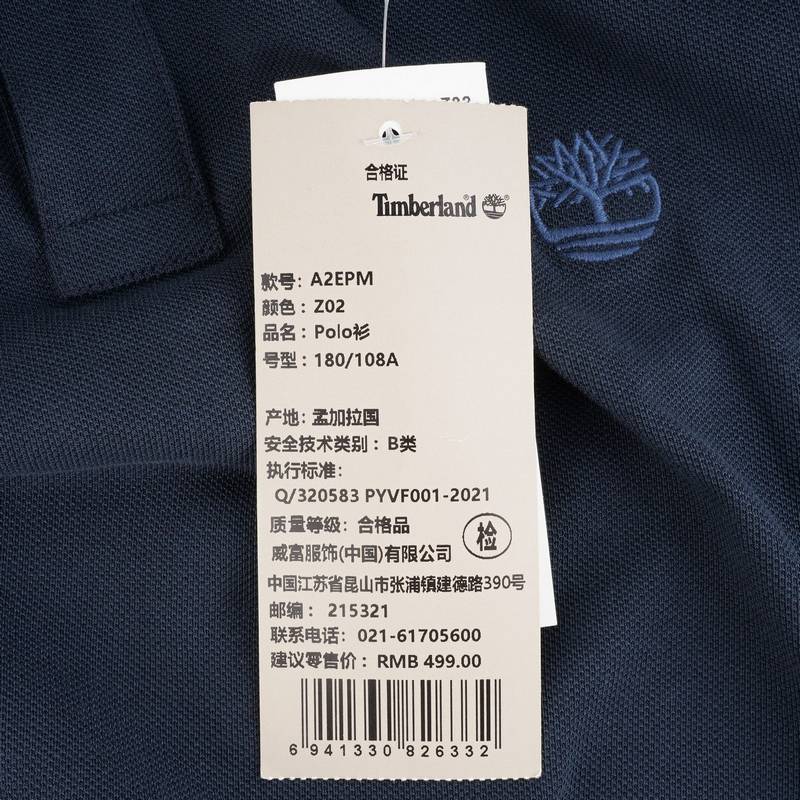 合格证
Timberland®
款号：A2EPM
颜色：Z02
品名：Polo衫
号型：180/108A
产地：孟加拉国
安全技术类别：B类
执行标准：
Q/320583 PYVF001-2021
质量等级：合格品
检
威富服饰(中国)有限公司
中国江苏省昆山市张浦镇建德路390号
邮编：215321
联系电话：021-61705600
建议零售价：RMB 499.00
6 941330 826332